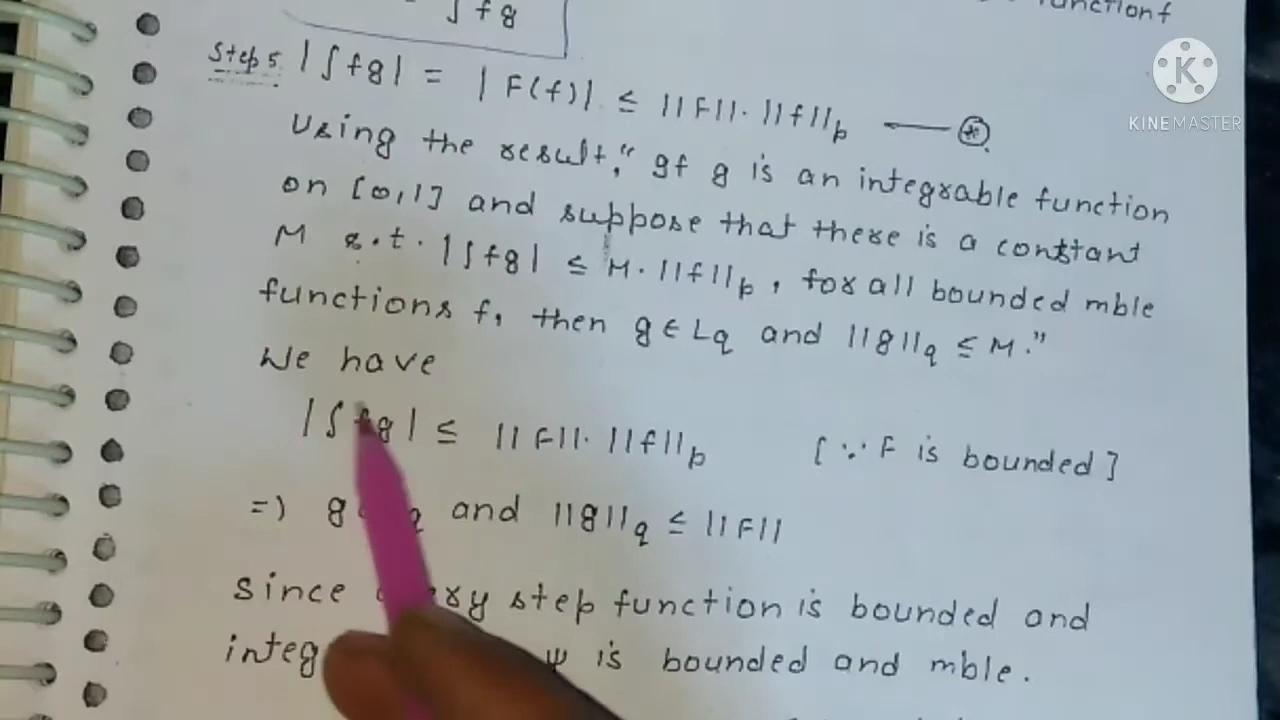 ∫fg
functionf
Step 5 |∫fg| = |F(f)| ≤ ||F||. ||f||p —— (*)
KINEMASTER
Using the result, "If g is an integrable function
on [0,1] and suppose that there is a constant
M s.t. |∫fg| ≤ M. ||f||p, for all bounded mble
functions f, then g ∈ Lq and ||g||q ≤ M."
We have
|∫fg| ≤ ||F||. ||f||p [∵ F is bounded]
=) g q and ||g||q ≤ ||F||
Since step function is bounded and
integ ψ is bounded and mble.